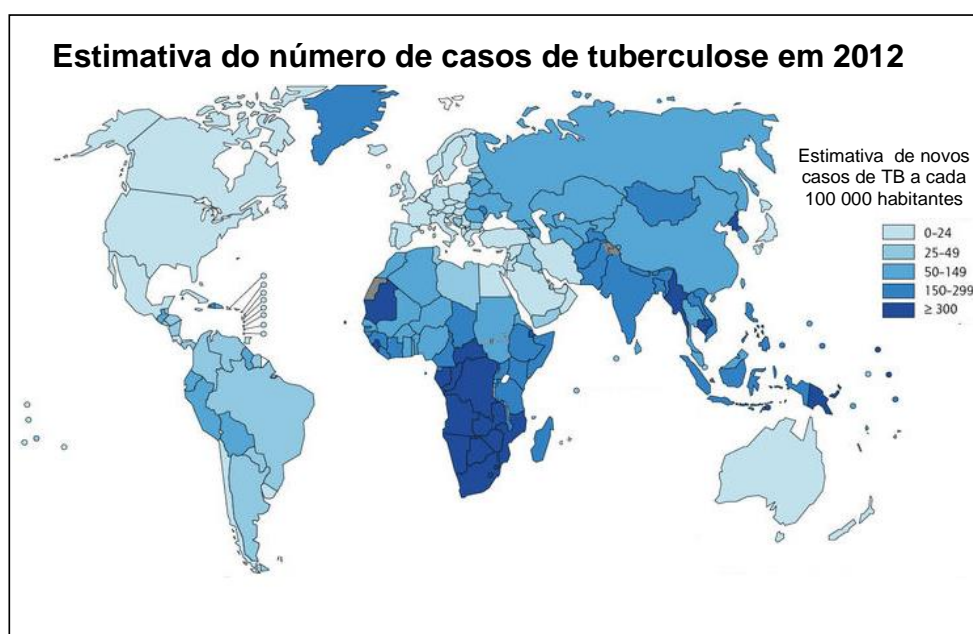 Estimativa do número de casos de tuberculose em 2012
Estimativa de novos
casos de TB a cada
100 000 habitantes
0-24
25-49
50-149
150-299
≥ 300